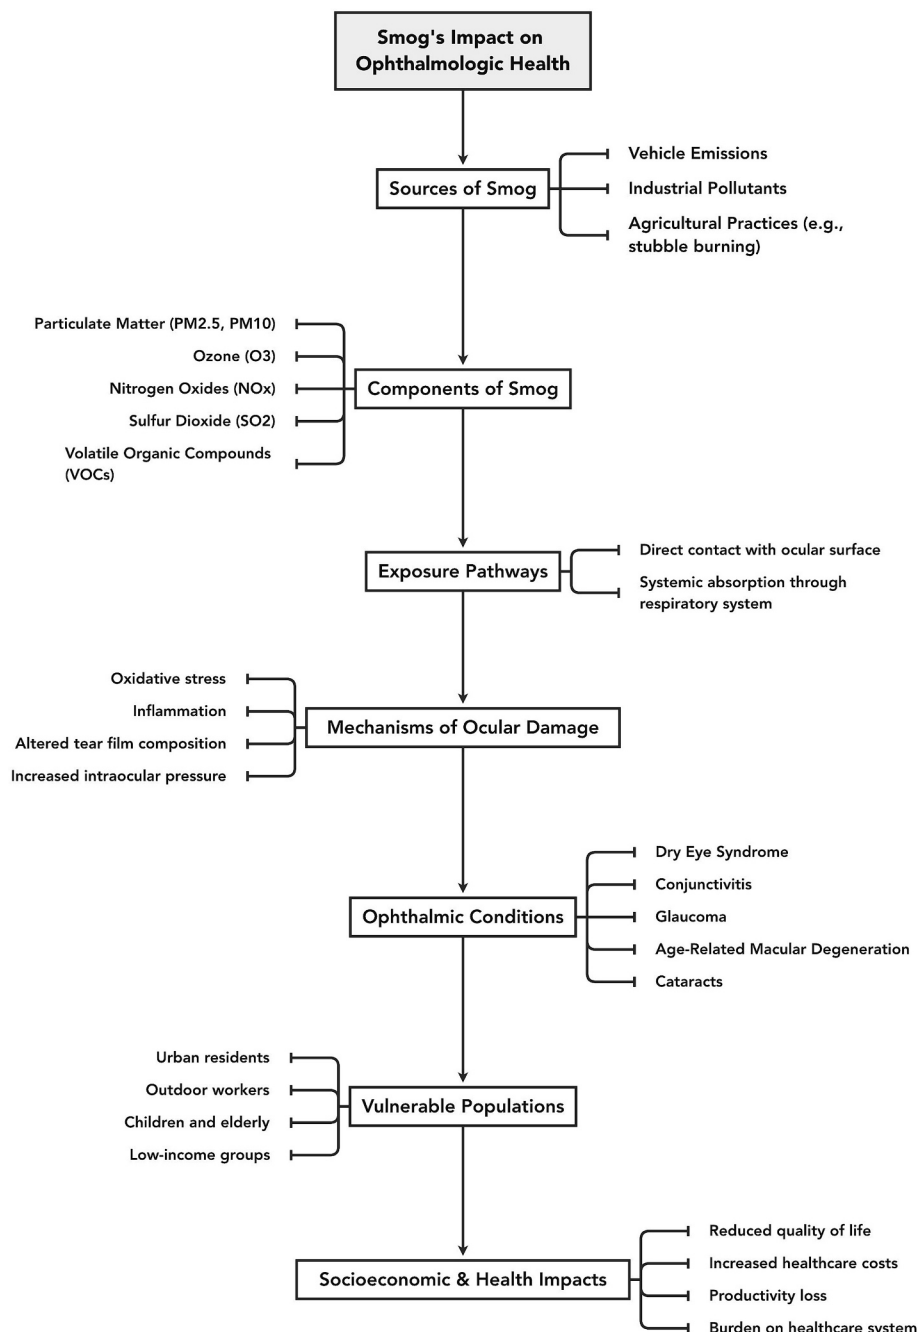 Smog's Impact on
Ophthalmologic Health
Sources of Smog
Vehicle Emissions
Industrial Pollutants
Agricultural Practices (e.g.,
stubble burning)
Components of Smog
Particulate Matter (PM2.5, PM10)
Ozone (O3)
Nitrogen Oxides (NOx)
Sulfur Dioxide (SO2)
Volatile Organic Compounds
(VOCs)
Exposure Pathways
Direct contact with ocular surface
Systemic absorption through
respiratory system
Mechanisms of Ocular Damage
Oxidative stress
Inflammation
Altered tear film composition
Increased intraocular pressure
Ophthalmic Conditions
Dry Eye Syndrome
Conjunctivitis
Glaucoma
Age-Related Macular Degeneration
Cataracts
Vulnerable Populations
Urban residents
Outdoor workers
Children and elderly
Low-income groups
Socioeconomic & Health Impacts
Reduced quality of life
Increased healthcare costs
Productivity loss
Burden on healthcare system